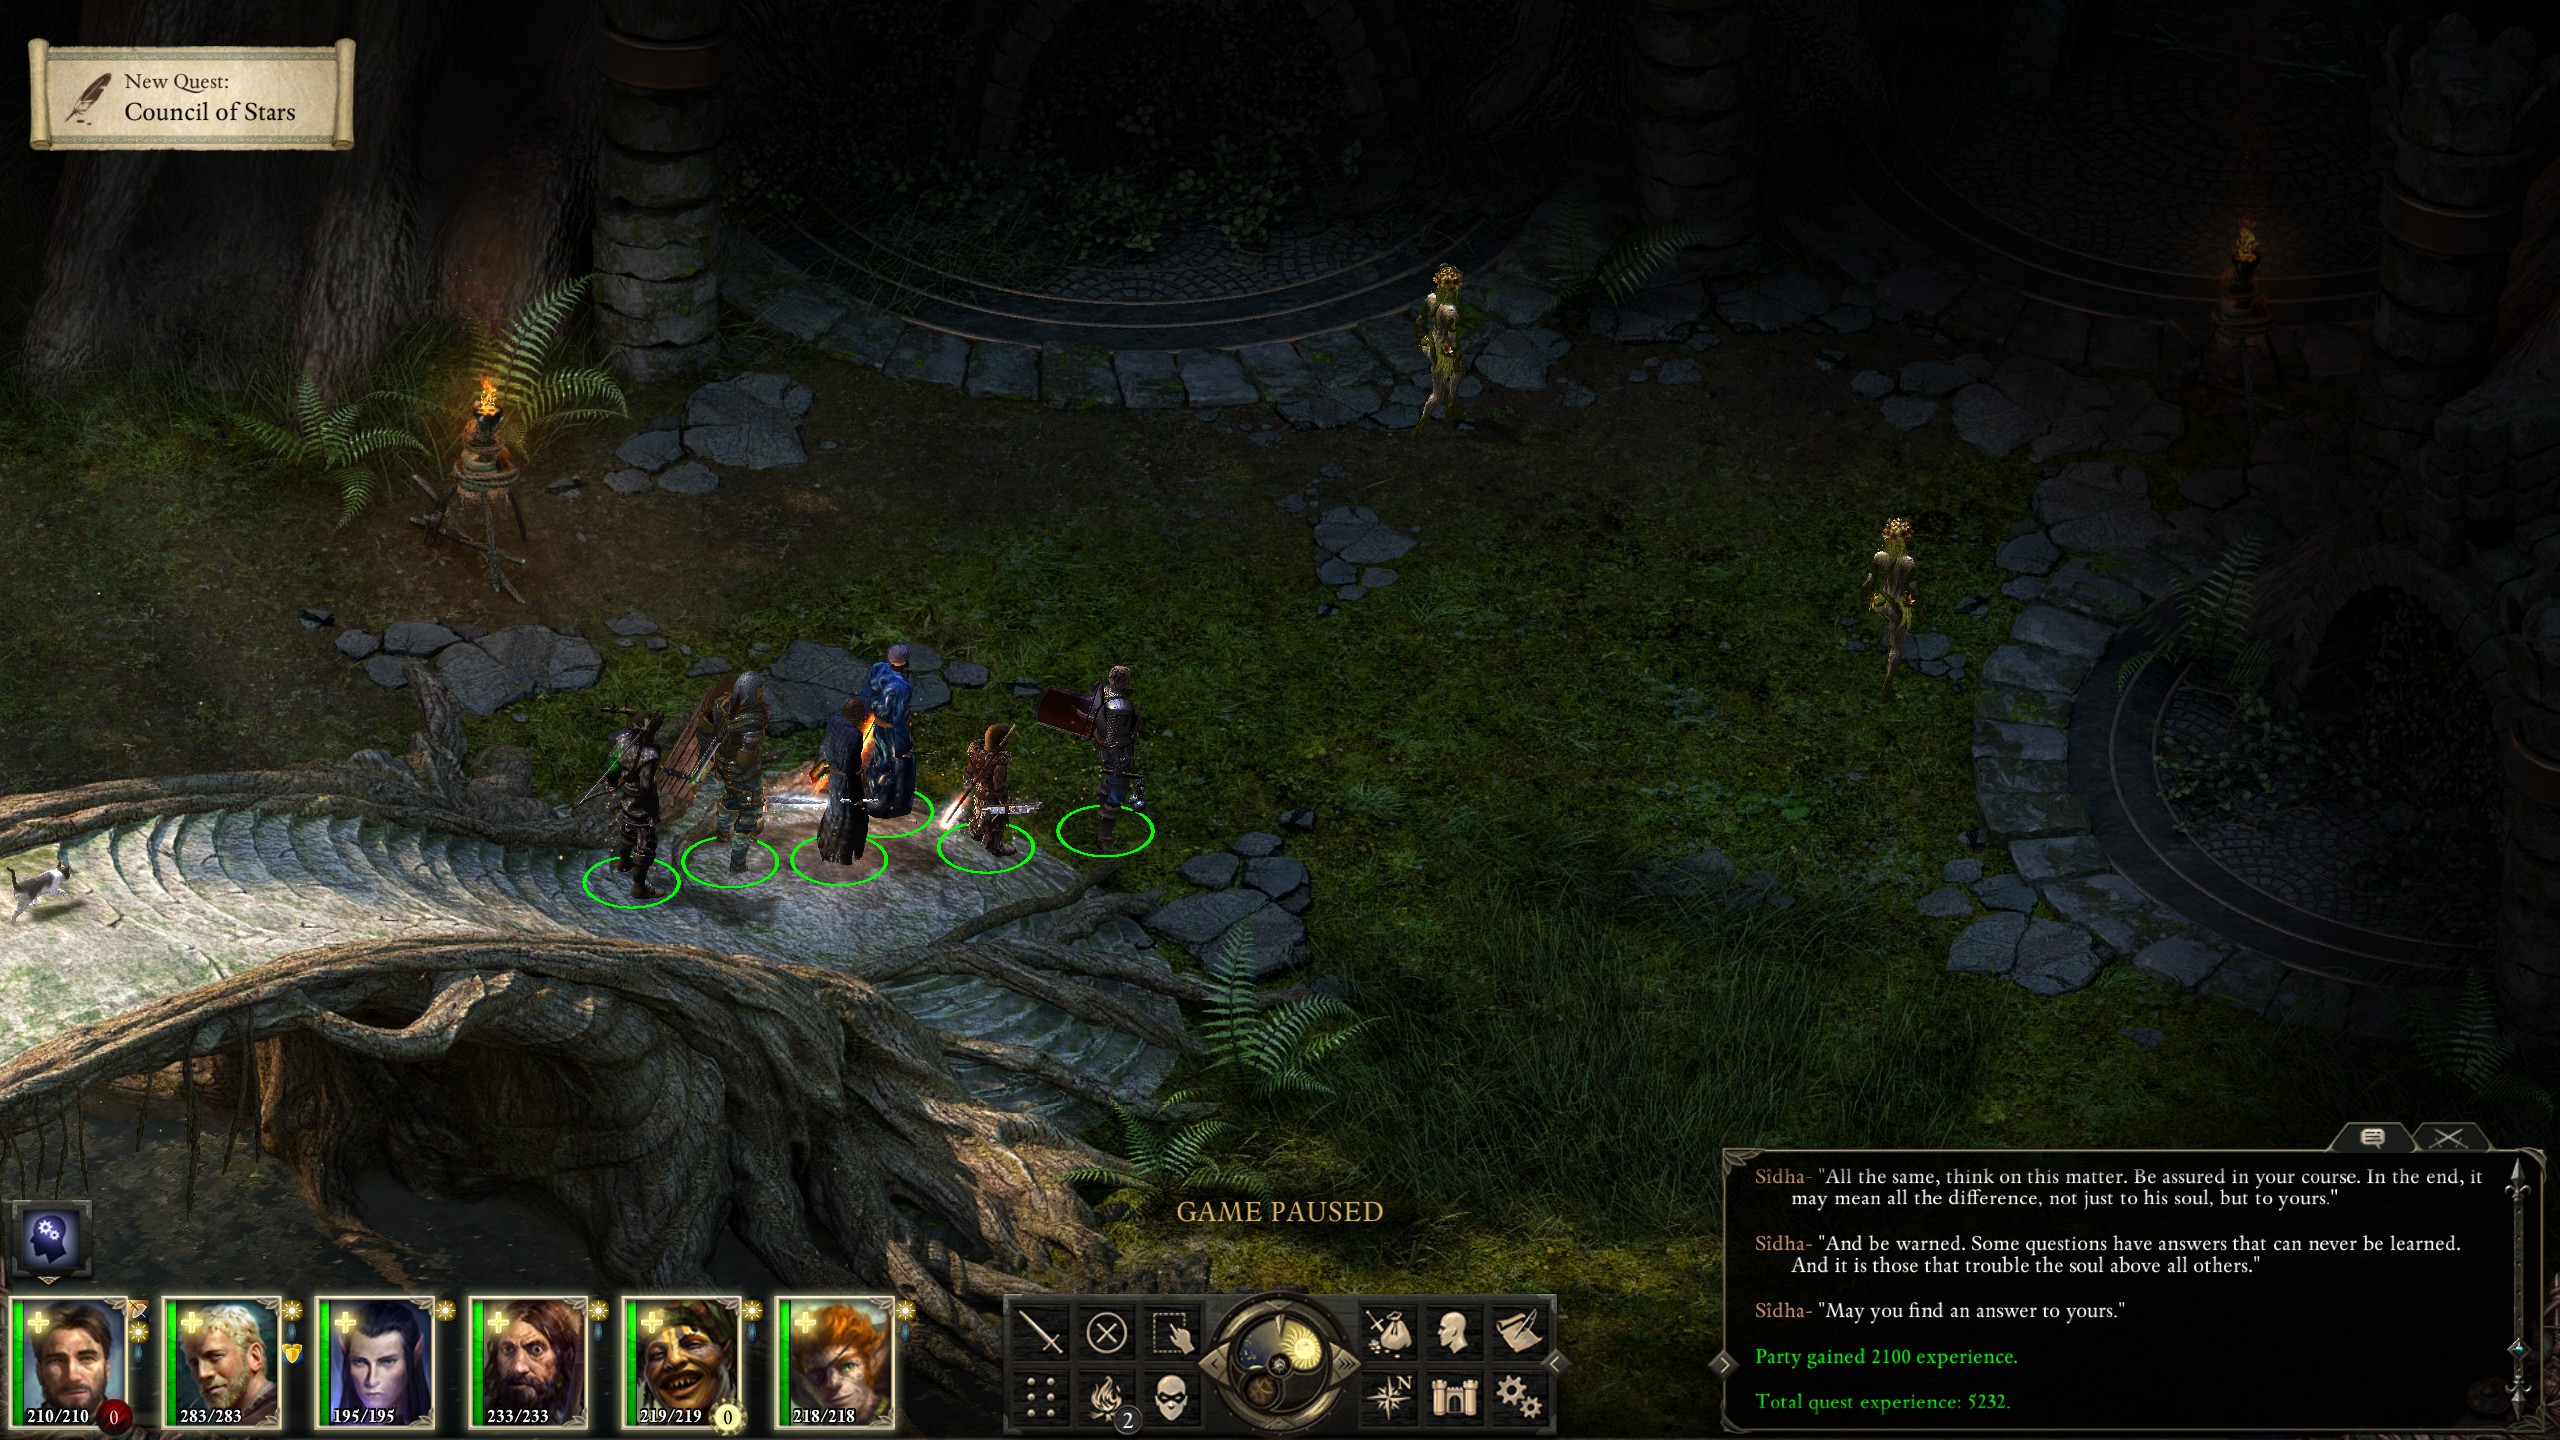 New Quest:
Council of Stars
Sîdha- "All the same, think on this matter. Be assured in your course. In the end, it
may mean all the difference, not just to his soul, but to yours."
Sîdha- "And be warned. Some questions have answers that can never be learned.
And it is those that trouble the soul above all others."
GAME PAUSED
Sîdha- "May you find an answer to yours."
Party gained 2100 experience.
Total quest experience: 5232.
N
210/210
0
283/283
195/195
233/233
219/219
0
218/218
2